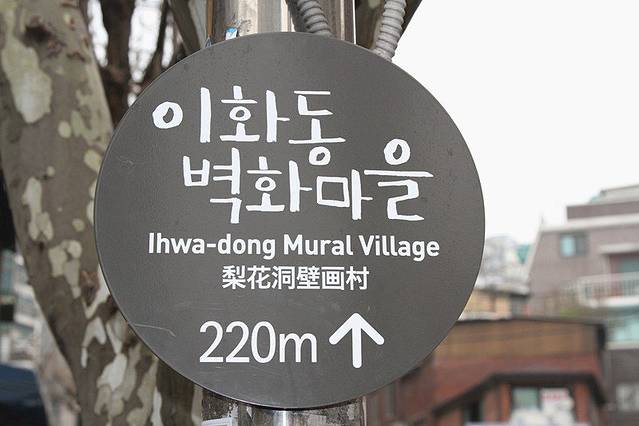 이화동
벽화마을
Ihwa-dong Mural Village
梨花洞壁画村
220m ↑